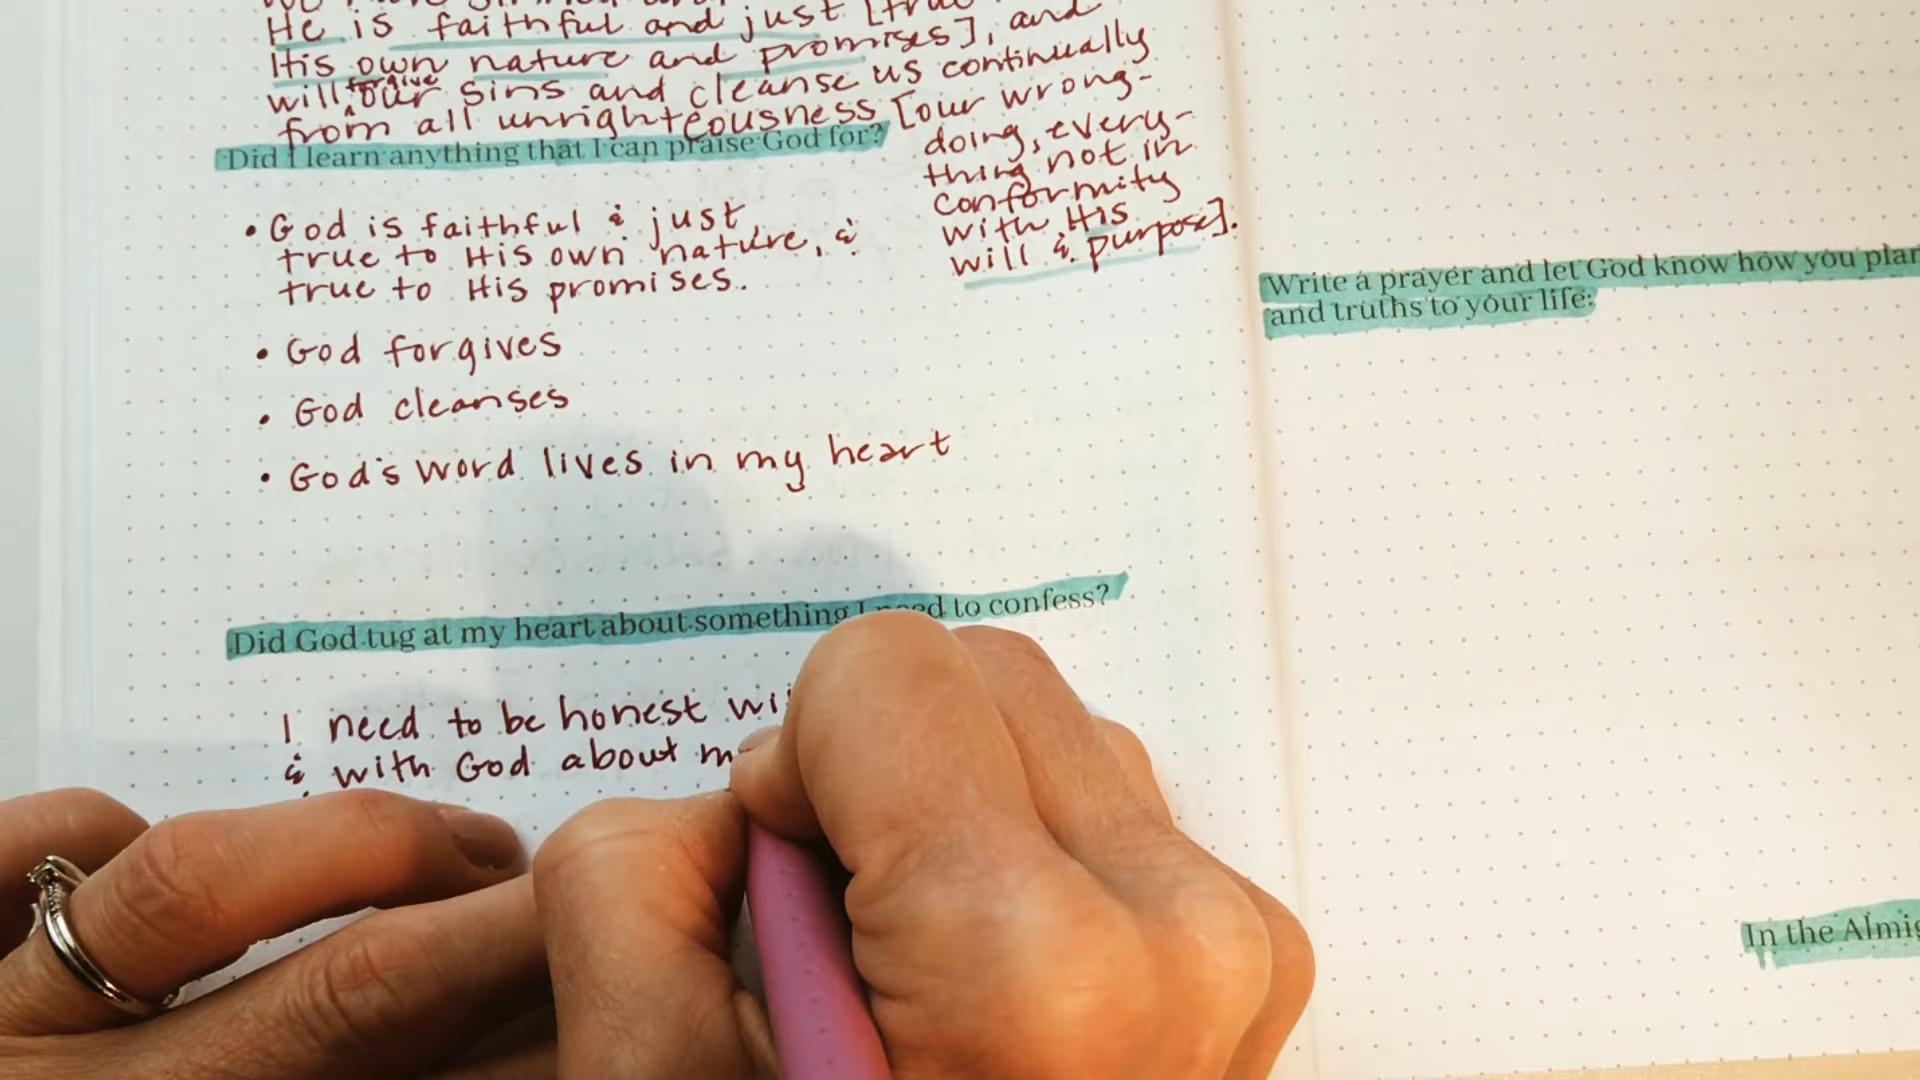 He is faithful and just [true
His own nature and promises], and
will forgive our sins and cleanse us continually
from all unrighteousness [our wrong-
doing, every-
thing not in
conformity
with His
will & purpose].
Did I learn anything that I can praise God for?
• God is faithful & just
true to His own nature, &
true to His promises.
• God forgives
• God cleanses
• God's word lives in my heart
Did God tug at my heart about something I need to confess?
I need to be honest
& with God about
Write a prayer and let God know how you
and truths to your life:
In the